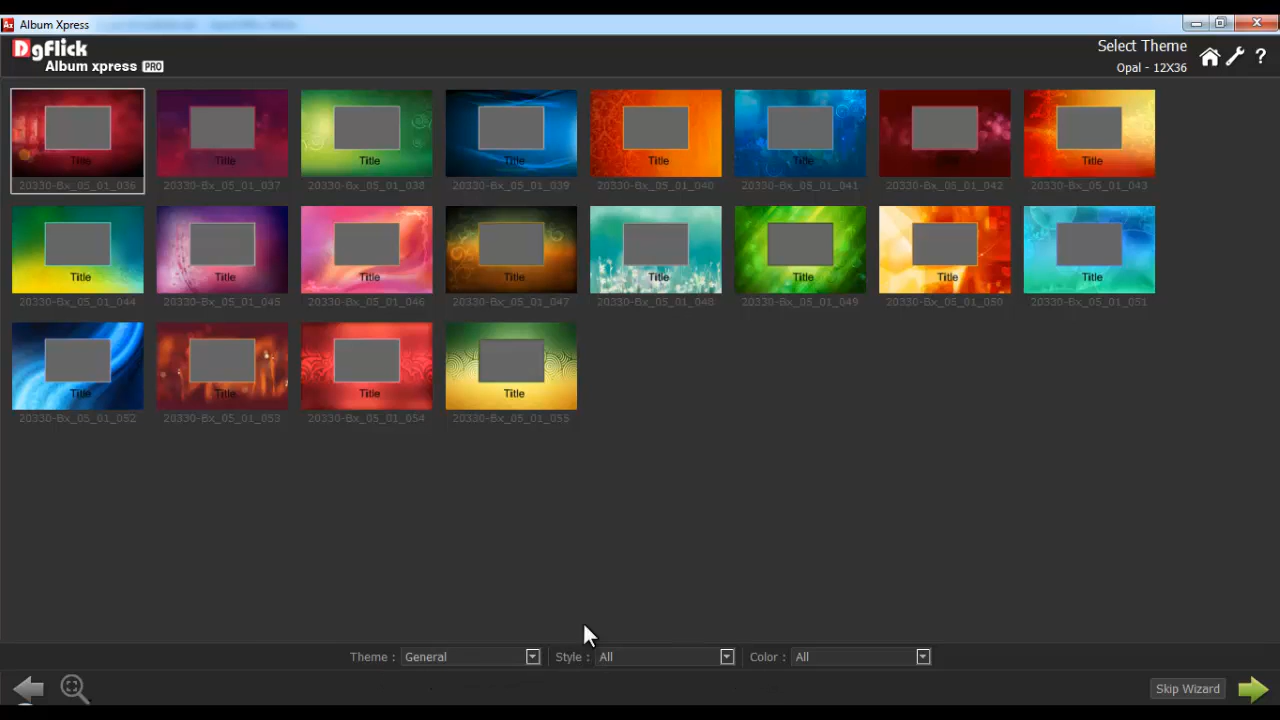 Az Album Xpress
DgFlick
Album xpress PRO
Select Theme
Opal - 12X36
?
Title Title Title Title Title Title Title Title
20330-Bx_05_01_036 20330-Bx_05_01_037 20330-Bx_05_01_038 20330-Bx_05_01_039 20330-Bx_05_01_040 20330-Bx_05_01_041 20330-Bx_05_01_042 20330-Bx_05_01_043
Title Title Title Title Title Title Title Title
20330-Bx_05_01_044 20330-Bx_05_01_045 20330-Bx_05_01_046 20330-Bx_05_01_047 20330-Bx_05_01_048 20330-Bx_05_01_049 20330-Bx_05_01_050 20330-Bx_05_01_051
Title Title Title Title
20330-Bx_05_01_052 20330-Bx_05_01_053 20330-Bx_05_01_054 20330-Bx_05_01_055
Theme : General Style : All Color : All
Skip Wizard